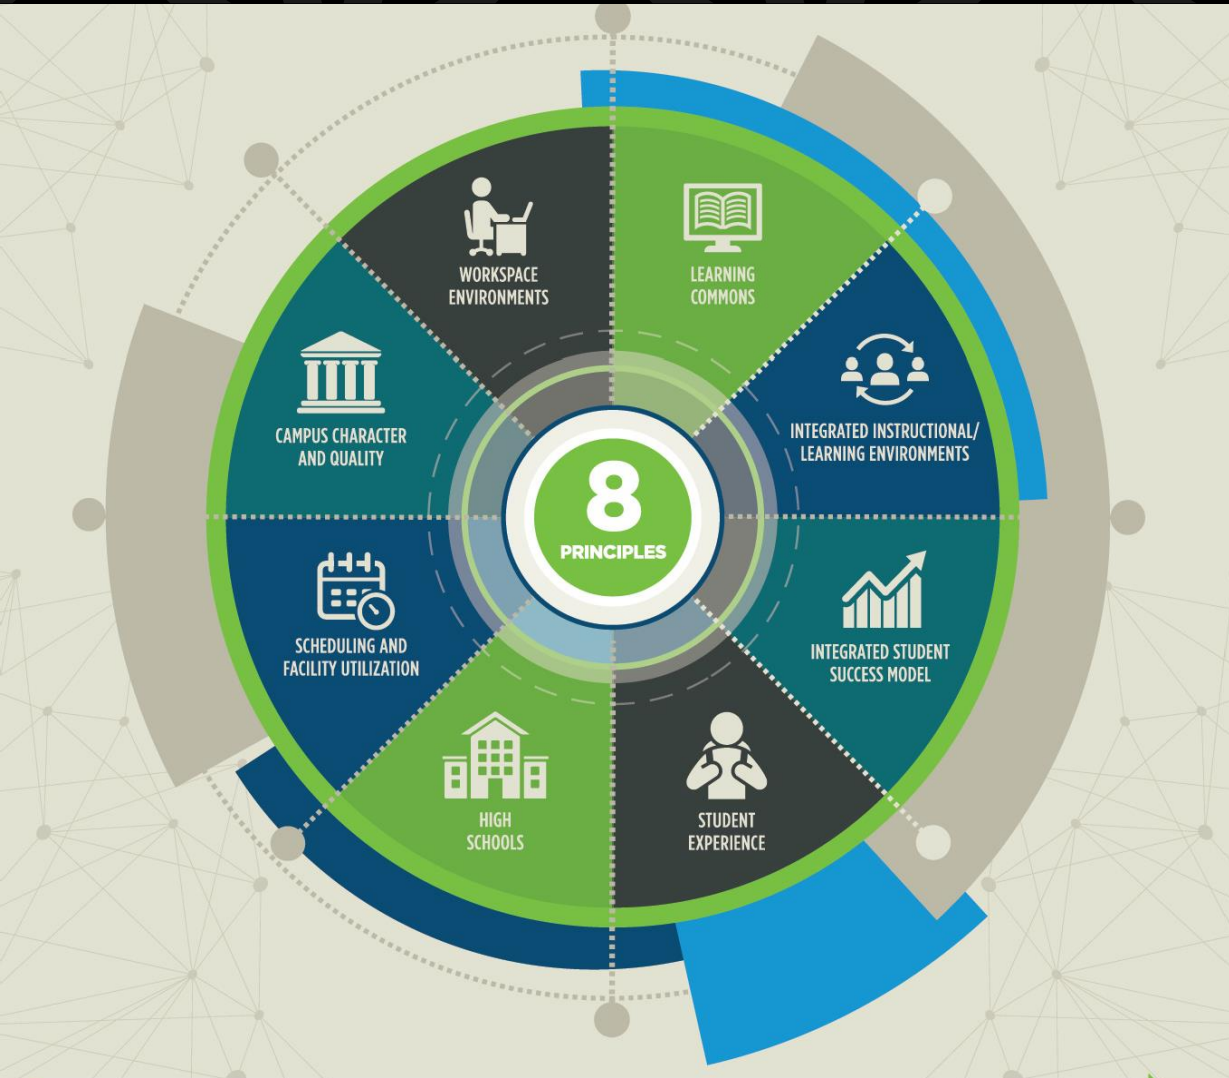 8
PRINCIPLES
LEARNING
COMMONS
INTEGRATED INSTRUCTIONAL/
LEARNING ENVIRONMENTS
INTEGRATED STUDENT
SUCCESS MODEL
STUDENT
EXPERIENCE
HIGH
SCHOOLS
SCHEDULING AND
FACILITY UTILIZATION
CAMPUS CHARACTER
AND QUALITY
WORKSPACE
ENVIRONMENTS